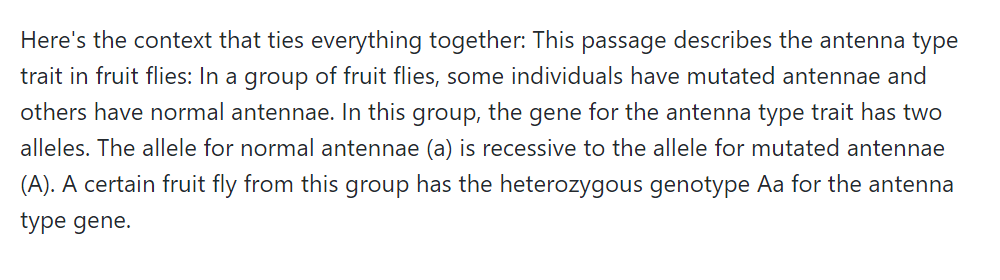 Here's the context that ties everything together: This passage describes the antenna type
trait in fruit flies: In a group of fruit flies, some individuals have mutated antennae and
others have normal antennae. In this group, the gene for the antenna type trait has two
alleles. The allele for normal antennae (a) is recessive to the allele for mutated antennae
(A). A certain fruit fly from this group has the heterozygous genotype Aa for the antenna
type gene.